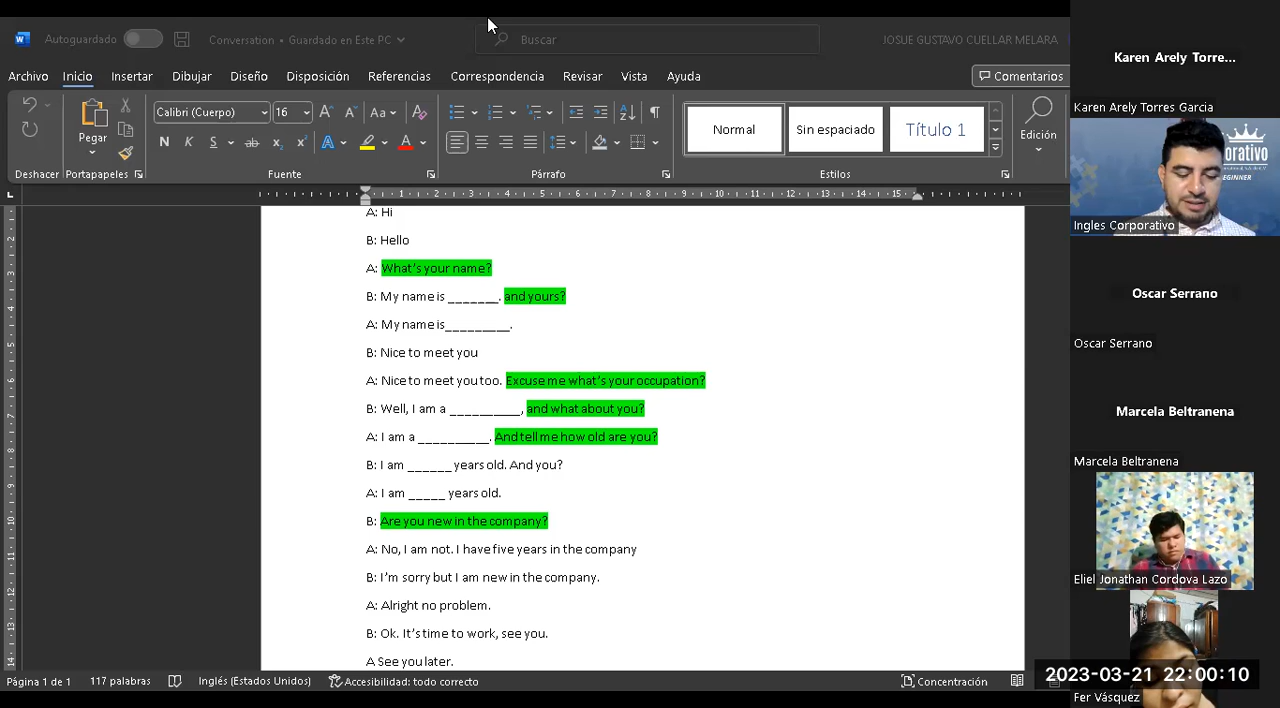 Autoguardado
Conversation • Guardado en Este PC
Buscar
JOSUE GUSTAVO CUELLAR MELARA
Archivo Inicio Insertar Dibujar Diseño Disposición Referencias Correspondencia Revisar Vista Ayuda
Comentarios
Pegar
Calibri (Cuerpo) 16
Normal Sin espaciado Título 1
Edición
Deshacer Portapapeles Fuente Párrafo Estilos
A: Hi
B: Hello
A: What's your name?
B: My name is _______. and yours?
A: My name is_________.
B: Nice to meet you
A: Nice to meet you too. Excuse me what's your occupation?
B: Well, I am a __________, and what about you?
A: I am a __________. And tell me how old are you?
B: I am ______ years old. And you?
A: I am _____ years old.
B: Are you new in the company?
A: No, I am not. I have five years in the company
B: I'm sorry but I am new in the company.
A: Alright no problem.
B: Ok. It's time to work, see you.
A See you later.
Página 1 de 1 117 palabras Inglés (Estados Unidos) Accesibilidad: todo correcto Concentración
Karen Arely Torre...
Karen Arely Torres Garcia
Ingles Corporativo
Oscar Serrano
Oscar Serrano
Marcela Beltranena
Marcela Beltranena
Eliel Jonathan Cordova Lazo
2023-03-21 22:00:10
Fer Vásquez